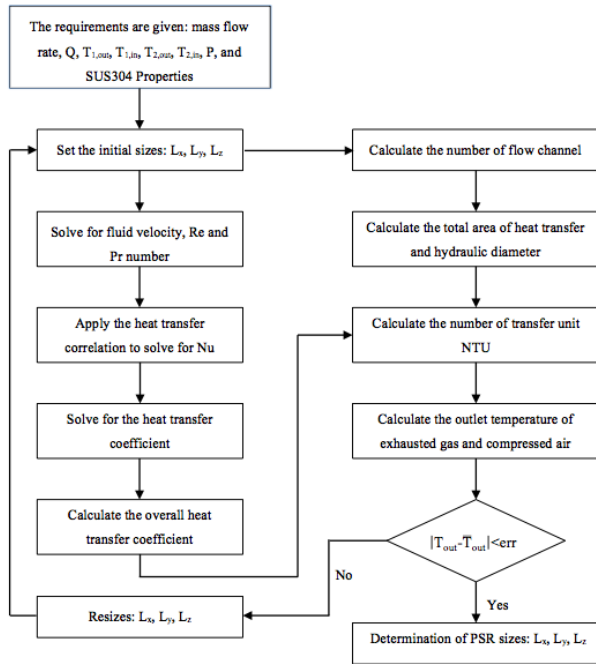 The requirements are given: mass flow
rate, Q, T1,out, T1,in, T2,out, T2,in, P, and
SUS304 Properties
Set the initial sizes: Lx, Ly, Lz
Solve for fluid velocity, Re and
Pr number
Apply the heat transfer
correlation to solve for Nu
Solve for the heat transfer
coefficient
Calculate the overall heat
transfer coefficient
Resizes: Lx, Ly, Lz
Calculate the number of flow channel
Calculate the total area of heat transfer
and hydraulic diameter
Calculate the number of transfer unit
NTU
Calculate the outlet temperature of
exhausted gas and compressed air
|Tout-T̅out|<err
No
Yes
Determination of PSR sizes: Lx, Ly, Lz